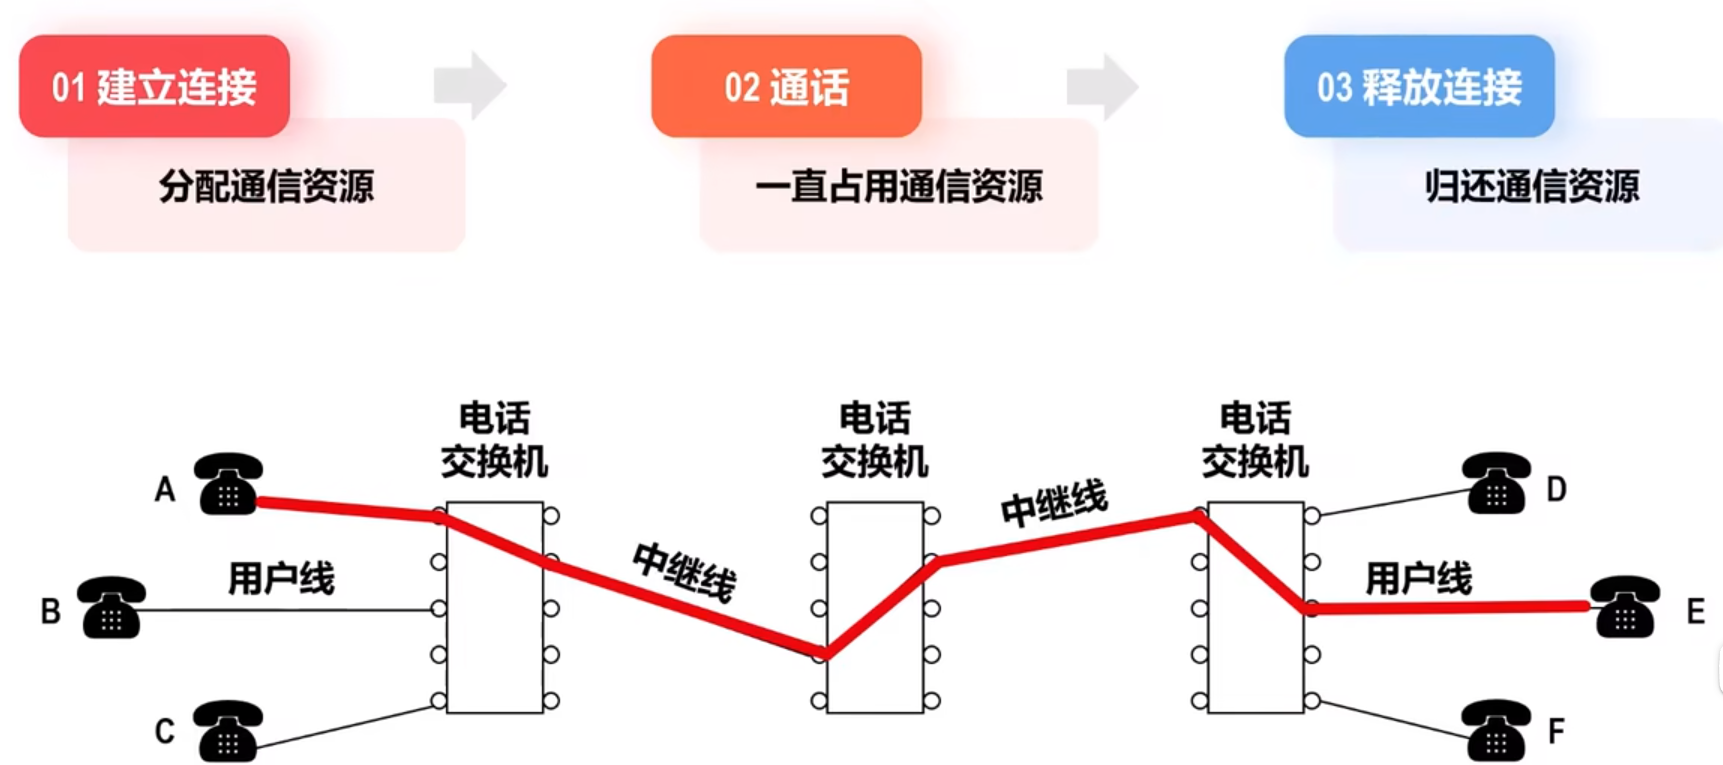 01 建立连接
02 通话
03 释放连接
分配通信资源
一直占用通信资源
归还通信资源
电话
交换机
电话
交换机
电话
交换机
A
中继线
D
用户线
中继线
用户线
B
E
C
F